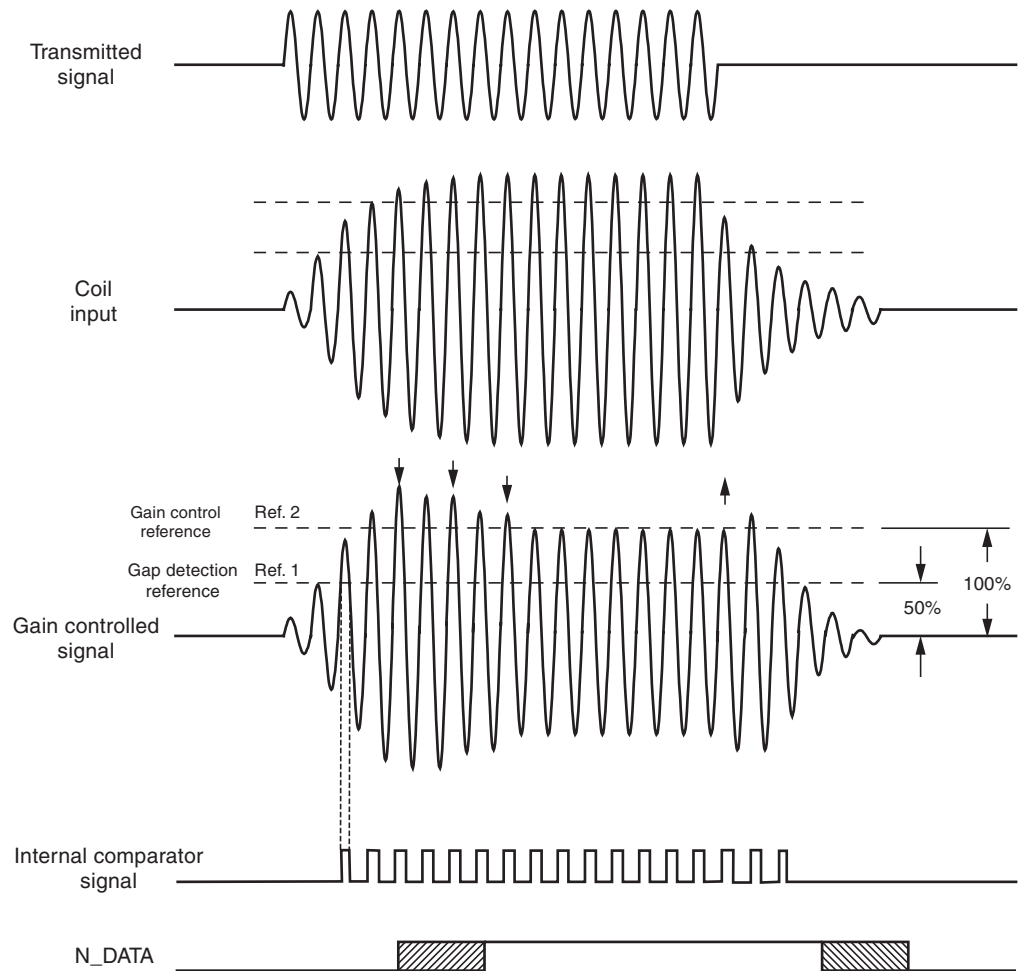 Transmitted
signal
Coil
input
Gain control
reference
Ref. 2
Gap detection
reference
Ref. 1
100%
50%
Gain controlled
signal
Internal comparator
signal
N_DATA